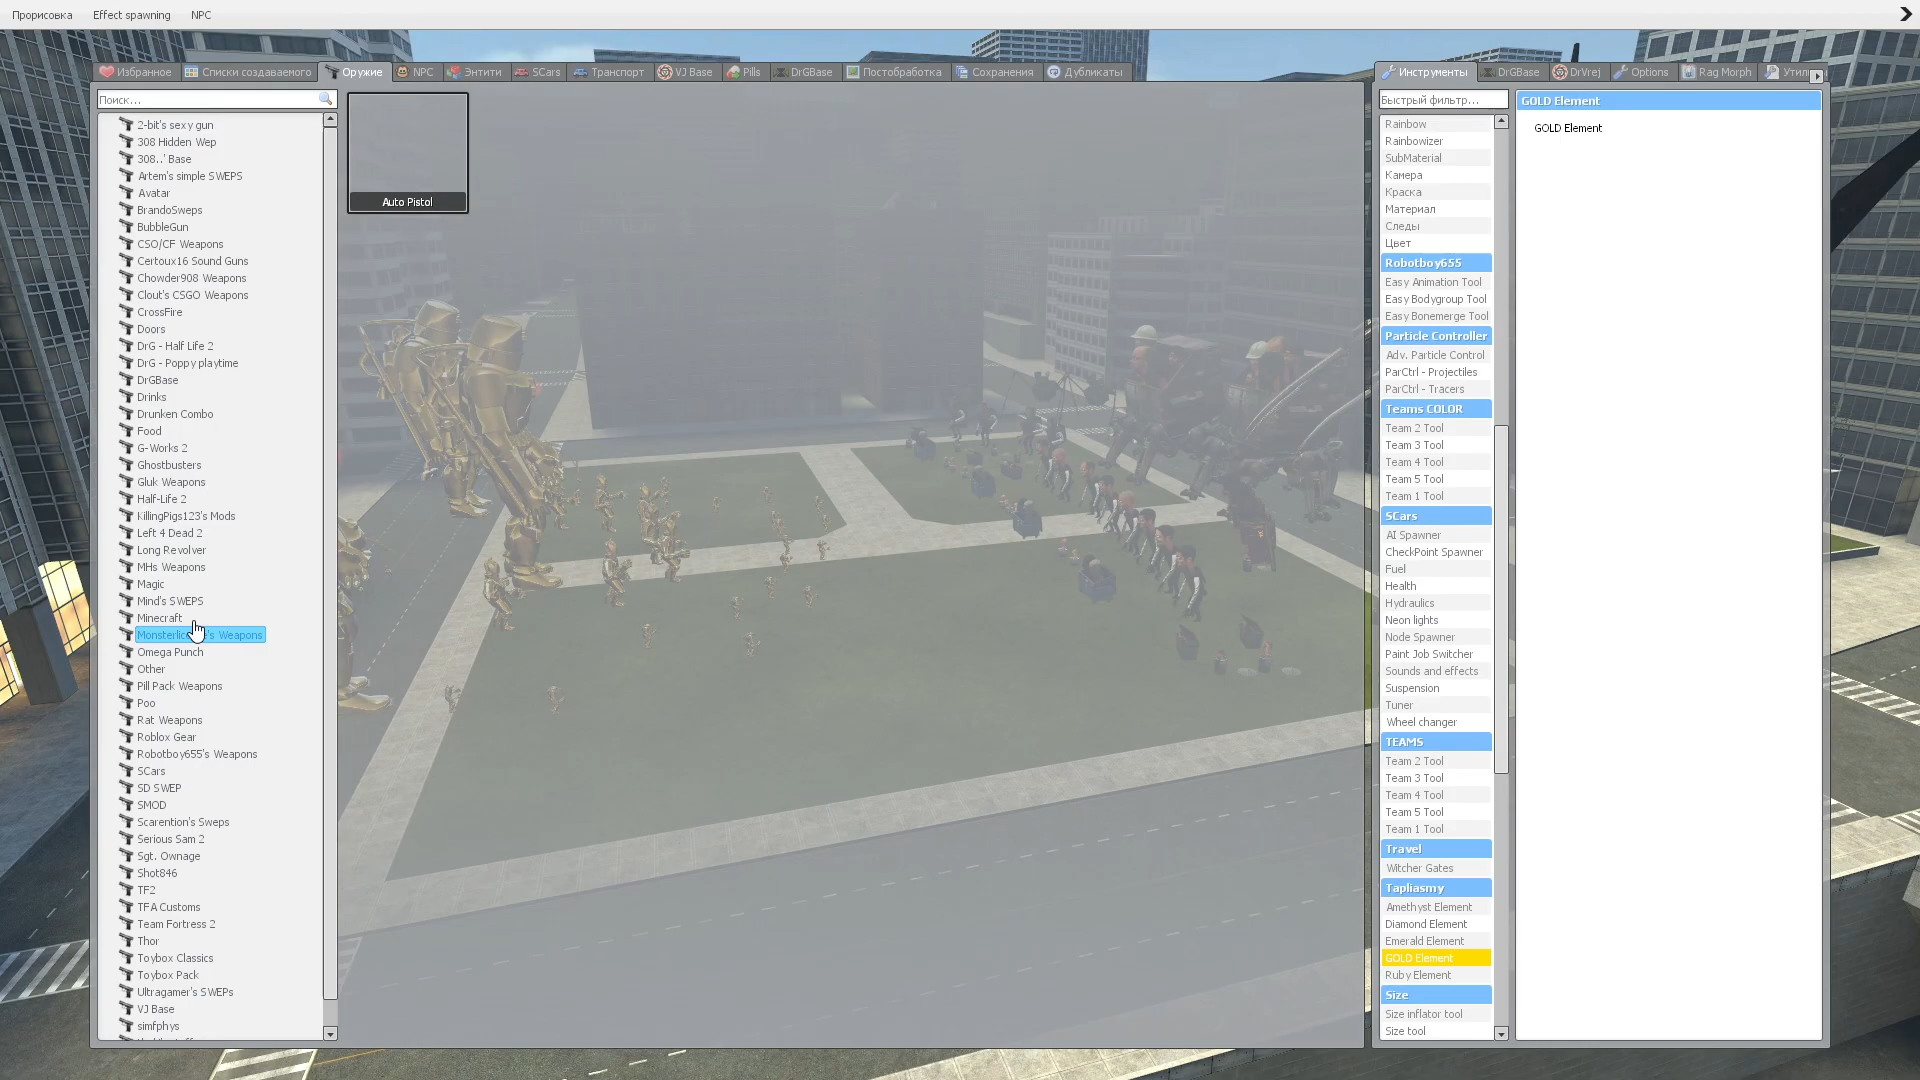 Прорисовка
Effect spawning
NPC
Избранное
Списки создаваемого
Оружие
NPC
Энтити
SCars
Транспорт
VJ Base
Pills
DrGBase
Постобработка
Сохранения
Дубликаты
Поиск...
2-bit's sexy gun
308 Hidden Wep
308..' Base
Artem's simple SWEPS
Avatar
BrandoSweps
BubbleGun
CSO/CF Weapons
Certoux16 Sound Guns
Chowder908 Weapons
Clout's CSGO Weapons
CrossFire
Doors
DrG - Half Life 2
DrG - Poppy playtime
DrGBase
Drinks
Drunken Combo
Food
G-Works 2
Ghostbusters
Gluk Weapons
Half-Life 2
KillingPigs123's Mods
Left 4 Dead 2
Long Revolver
MHs Weapons
Magic
Mind's SWEPS
Minecraft
Weapons
Omega Punch
Other
Pill Pack Weapons
Poo
Rat Weapons
Roblox Gear
Robotboy655's Weapons
SCars
SD SWEP
SMOD
Scarention's Sweps
Serious Sam 2
Sgt. Ownage
Shot846
TF2
TFA Customs
Team Fortress 2
Thor
Toybox Classics
Toybox Pack
Ultragamer's SWEPs
VJ Base
simfphys
Auto Pistol
Инструменты
DrGBase
DrVrej
Options
Rag Morph
Быстрый фильтр...
Rainbow
Rainbowizer
SubMaterial
Камера
Краска
Материал
Следы
Цвет
Robotboy655
Easy Animation Tool
Easy Bodygroup Tool
Easy Bonemerge Tool
Particle Controller
Adv. Particle Control
ParCtrl - Projectiles
ParCtrl - Tracers
Teams COLOR
Team 2 Tool
Team 3 Tool
Team 4 Tool
Team 5 Tool
Team 1 Tool
SCars
AI Spawner
CheckPoint Spawner
Fuel
Health
Hydraulics
Neon lights
Node Spawner
Paint Job Switcher
Sounds and effects
Suspension
Tuner
Wheel changer
TEAMS
Team 2 Tool
Team 3 Tool
Team 4 Tool
Team 5 Tool
Team 1 Tool
Travel
Witcher Gates
Tapliasmy
Amethyst Element
Diamond Element
Emerald Element
GOLD Element
Ruby Element
Size
Size inflator tool
Size tool
GOLD Element
GOLD Element